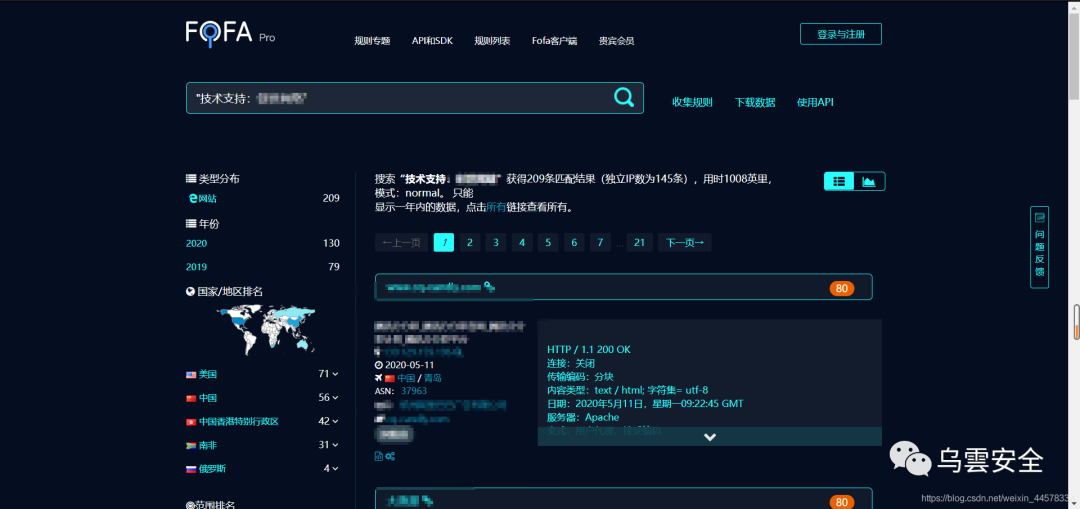 FOFA Pro
规则专题 API和SDK 规则列表 Fofa客户端 贵宾会员
登录与注册
"技术支持:
收集规则 下载数据 使用API
类型分布
网站 209
年份
2020 130
2019 79
国家/地区排名
美国 71
中国 56
中国香港特别行政区 42
南非 31
俄罗斯 4
范围排名
搜索 "技术支持: " 获得209条匹配结果(独立IP数为145条),用时1008英里,
模式:normal。 只能
显示一年内的数据,点击所有链接查看所有。
←上一页 1 2 3 4 5 6 7 ... 21 下一页→
80
2020-05-11
中国 / 青岛
ASN: 37963
HTTP / 1.1 200 OK
连接:关闭
传输编码:分块
内容类型:text / html; 字符集= utf-8
日期:2020年5月11日,星期一09:22:45 GMT
服务器:Apache
80
问题反馈
乌雲安全
https://blog.csdn.net/weixin_4457833